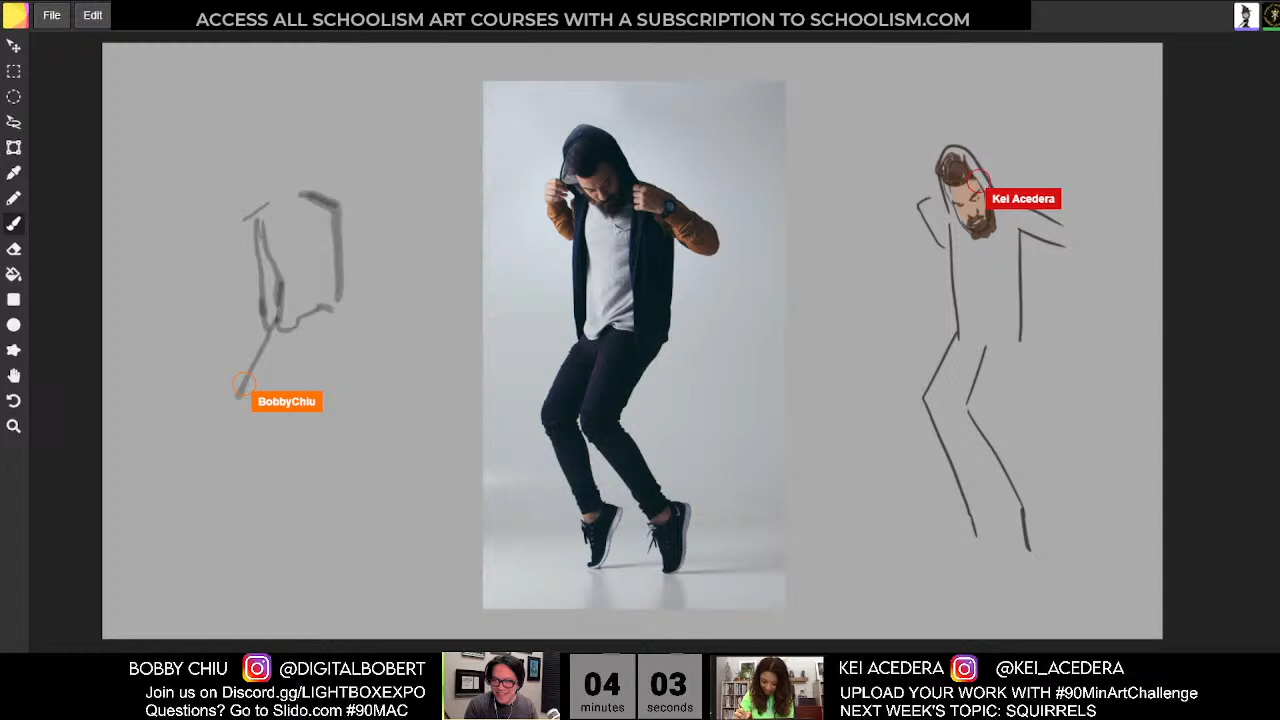 ACCESS ALL SCHOOLISM ART COURSES WITH A SUBSCRIPTION TO SCHOOLISM.COM
File Edit
Kei Acedera
BobbyChiu
BOBBY CHIU @DIGITALBOBERT
Join us on Discord.gg/LIGHTBOXEXPO
Questions? Go to Slido.com #90MAC
04 03
minutes seconds
KEI ACEDERA @KEI_ACEDERA
UPLOAD YOUR WORK WITH #90MinArtChallenge
NEXT WEEK'S TOPIC: SQUIRRELS